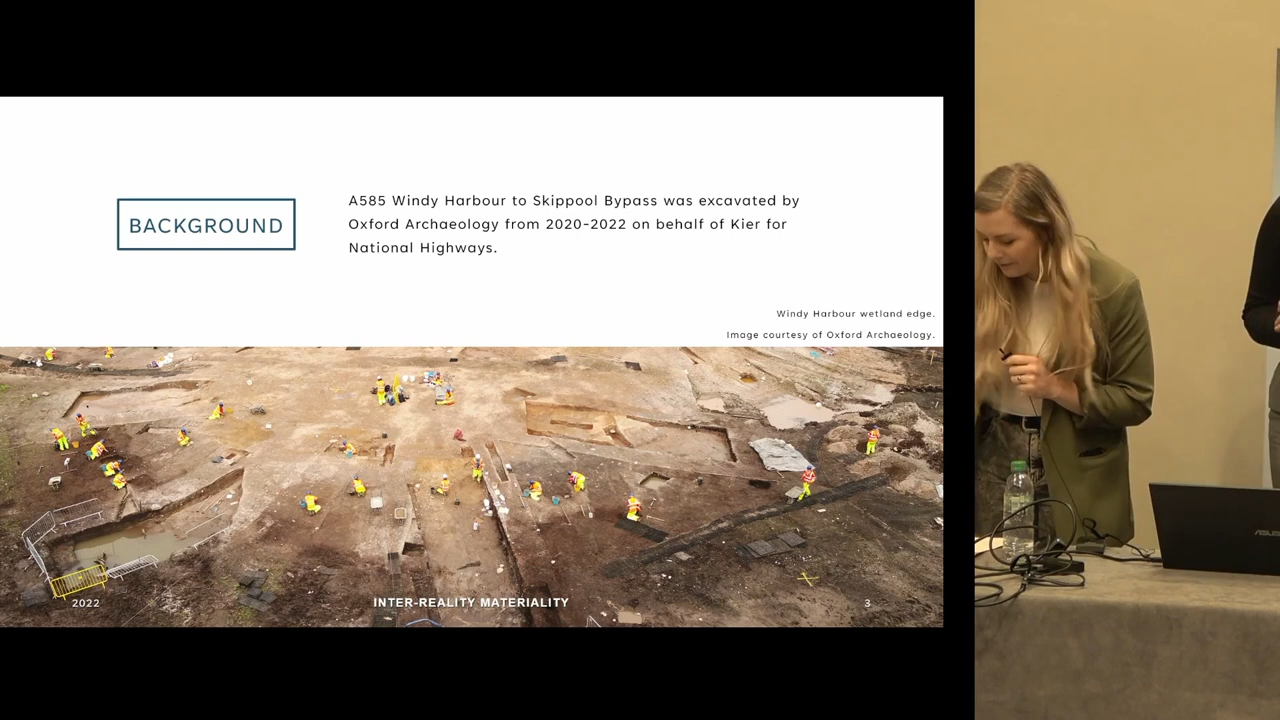 BACKGROUND
A585 Windy Harbour to Skippool Bypass was excavated by
Oxford Archaeology from 2020-2022 on behalf of Kier for
National Highways.
Windy Harbour wetland edge.
Image courtesy of Oxford Archaeology.
2022
INTER-REALITY MATERIALITY
3